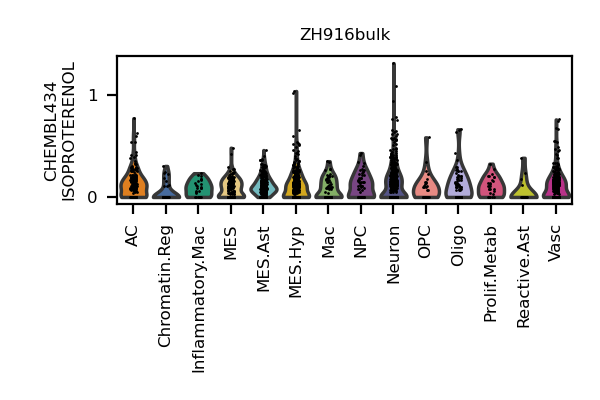 ZH916bulk
CHEMBL434
ISOPROTERENOL
1
0
AC
Chromatin.Reg
Inflammatory.Mac
MES
MES.Ast
MES.Hyp
Mac
NPC
Neuron
OPC
Oligo
Prolif.Metab
Reactive.Ast
Vasc